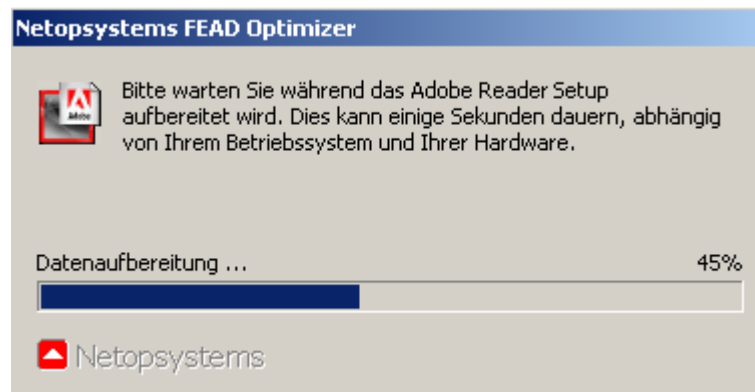 Netopsystems FEAD Optimizer
Adobe
Bitte warten Sie während das Adobe Reader Setup
aufbereitet wird. Dies kann einige Sekunden dauern, abhängig
von Ihrem Betriebssystem und Ihrer Hardware.
Datenaufbereitung ... 45%
Netopsystems